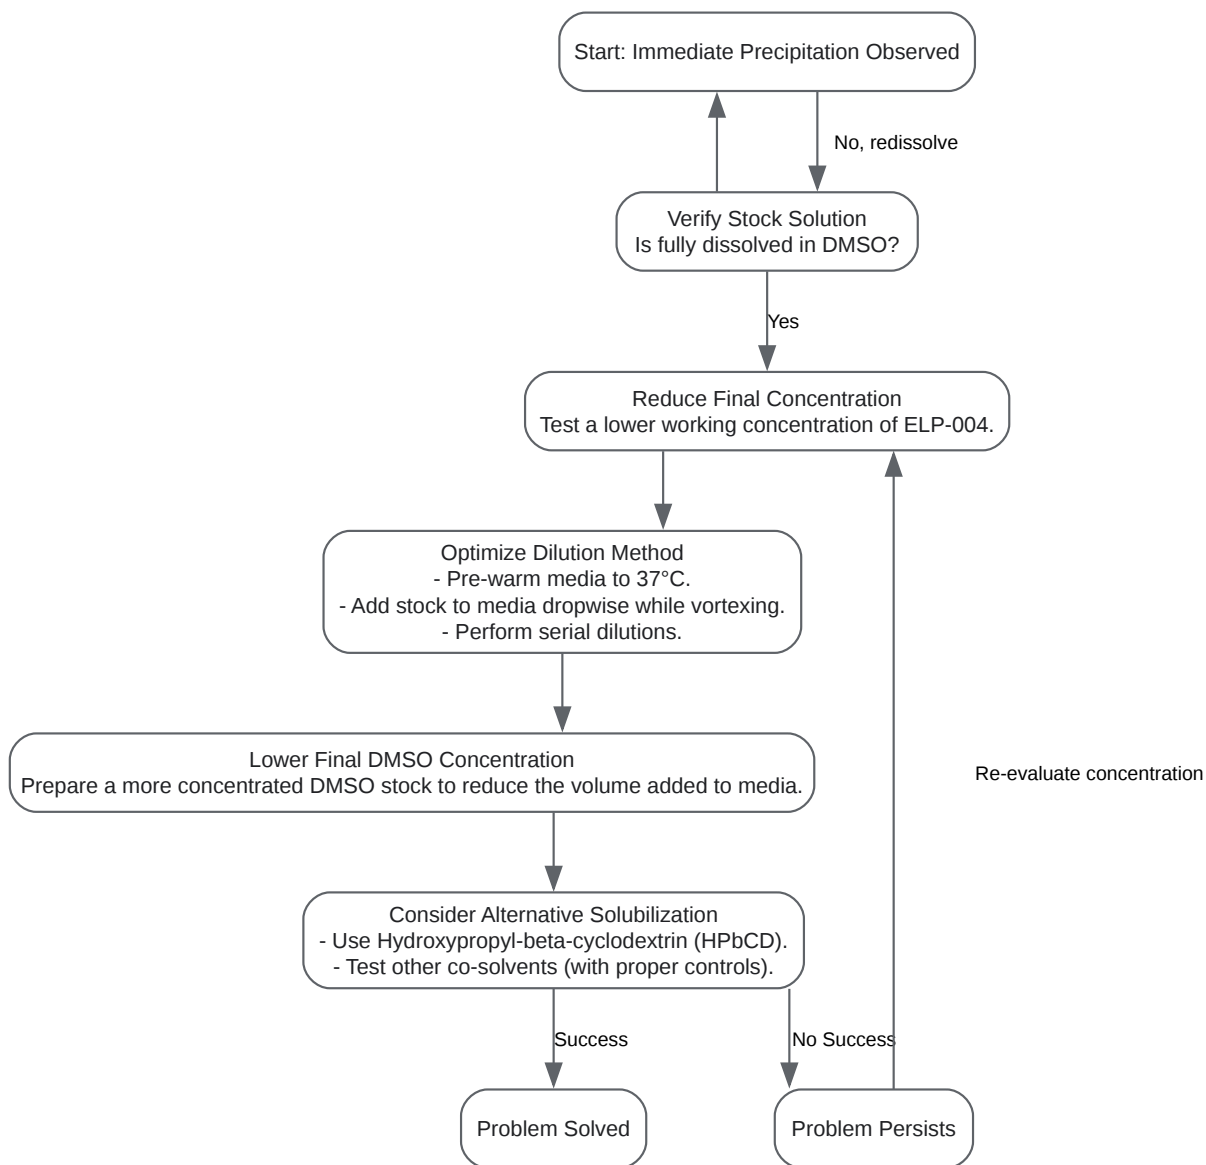 Start: Immediate Precipitation Observed
No, redissolve
Verify Stock Solution
Is fully dissolved in DMSO?
Yes
Reduce Final Concentration
Test a lower working concentration of ELP-004.
Optimize Dilution Method
- Pre-warm media to 37°C.
- Add stock to media dropwise while vortexing.
- Perform serial dilutions.
Lower Final DMSO Concentration
Prepare a more concentrated DMSO stock to reduce the volume added to media.
Re-evaluate concentration
Consider Alternative Solubilization
- Use Hydroxypropyl-beta-cyclodextrin (HPbCD).
- Test other co-solvents (with proper controls).
Success
No Success
Problem Solved
Problem Persists